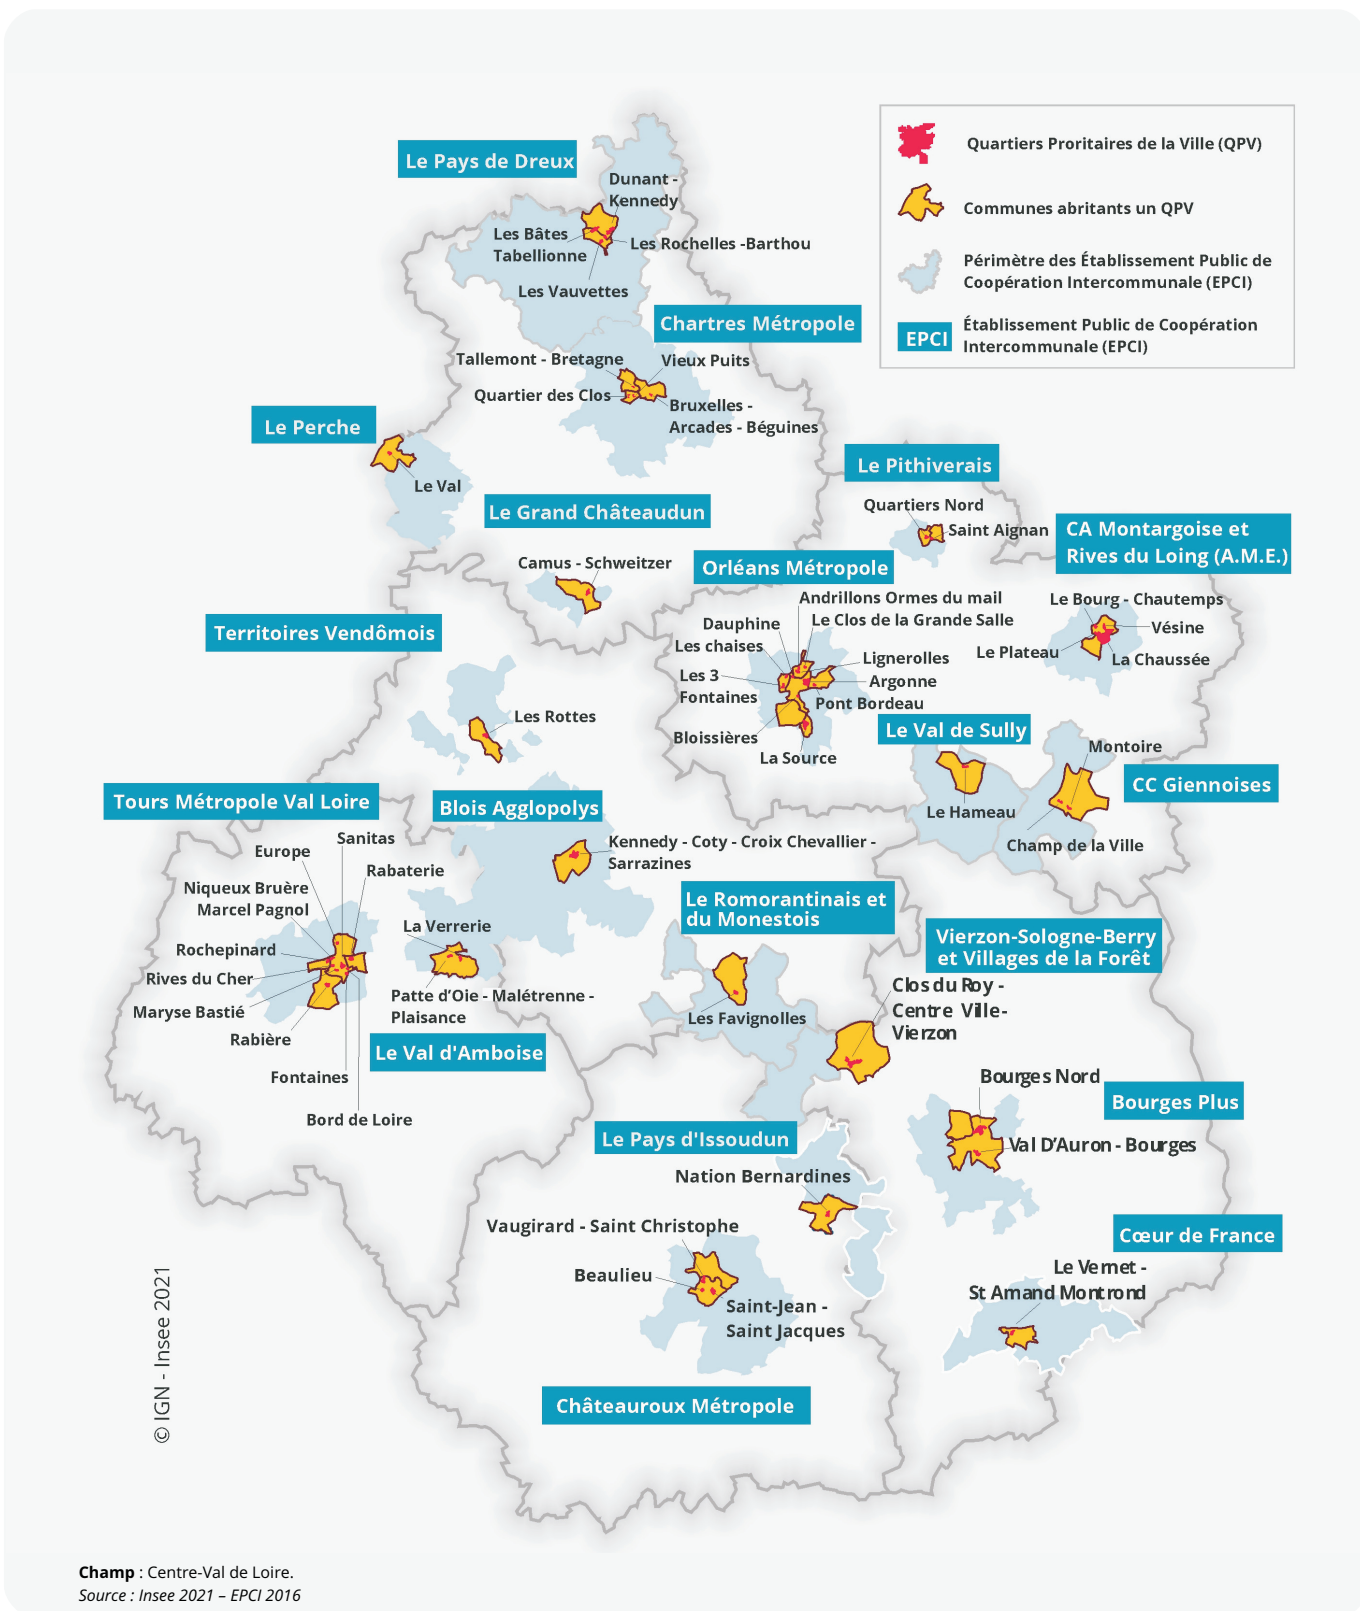 Le Pays de Dreux
Dunant -
Kennedy
Les Bâtes
Tabellionne
Les Rochelles -Barthou
Les Vauvettes
Quartiers Proritaires de la Ville (QPV)
Communes abritants un QPV
Périmètre des Établissement Public de
Coopération Intercommunale (EPCI)
EPCI
Établissement Public de Coopération
Intercommunale (EPCI)
Chartres Métropole
Tallemont - Bretagne
Vieux Puits
Quartier des Clos
Bruxelles -
Arcades - Béguines
Le Perche
Le Val
Le Grand Châteaudun
Camus - Schweitzer
Le Pithiverais
Quartiers Nord
Saint Aignan
CA Montargoise et
Rives du Loing (A.M.E.)
Le Bourg - Chautemps
Vésine
Le Plateau
La Chaussée
Orléans Métropole
Andrillons Ormes du mail
Le Clos de la Grande Salle
Dauphine
Les chaises
Lignerolles
Les 3
Fontaines
Argonne
Pont Bordeau
Bloissières
La Source
Territoires Vendômois
Les Rottes
Le Val de Sully
Le Hameau
Montoire
CC Giennoises
Champ de la Ville
Tours Métropole Val Loire
Sanitas
Europe
Rabaterie
Niqueux Bruère
Marcel Pagnol
Rochepinard
Rives du Cher
Maryse Bastié
Rabière
Fontaines
Bord de Loire
Blois Agglopolys
Kennedy - Coty - Croix Chevallier -
Sarrazines
La Verrerie
Patte d'Oie - Malétrenne -
Plaisance
Le Val d'Amboise
Le Romorantinais et
du Monestois
Les Favignolles
Vierzon-Sologne-Berry
et Villages de la Forêt
Clos du Roy -
Centre Ville-
Vierzon
Bourges Nord
Bourges Plus
Val D'Auron - Bourges
Le Pays d'Issoudun
Nation Bernardines
Vaugirard - Saint Christophe
Beaulieu
Saint-Jean -
Saint Jacques
Cœur de France
Le Vernet -
St Amand Montrond
Châteauroux Métropole
© IGN - Insee 2021
Champ : Centre-Val de Loire.
Source : Insee 2021 – EPCI 2016